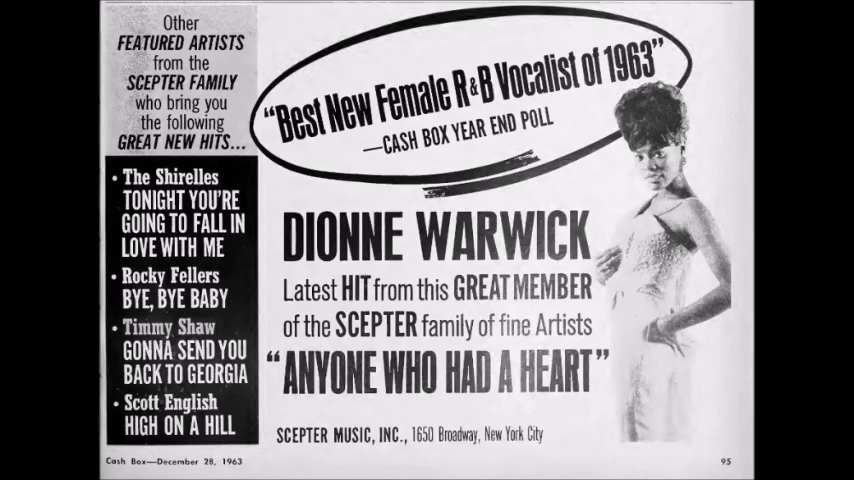 Other
FEATURED ARTISTS
from the
SCEPTER FAMILY
who bring you
the following
GREAT NEW HITS...
• The Shirelles
TONIGHT YOU'RE
GOING TO FALL IN
LOVE WITH ME
• Rocky Fellers
BYE, BYE BABY
• Timmy Shaw
GONNA SEND YOU
BACK TO GEORGIA
• Scott English
HIGH ON A HILL
"Best New Female R&B Vocalist of 1963"
—CASH BOX YEAR END POLL
DIONNE WARWICK
Latest HIT from this GREAT MEMBER
of the SCEPTER family of fine Artists
"ANYONE WHO HAD A HEART"
SCEPTER MUSIC, INC., 1650 Broadway, New York City
Cash Box—December 28, 1963
95